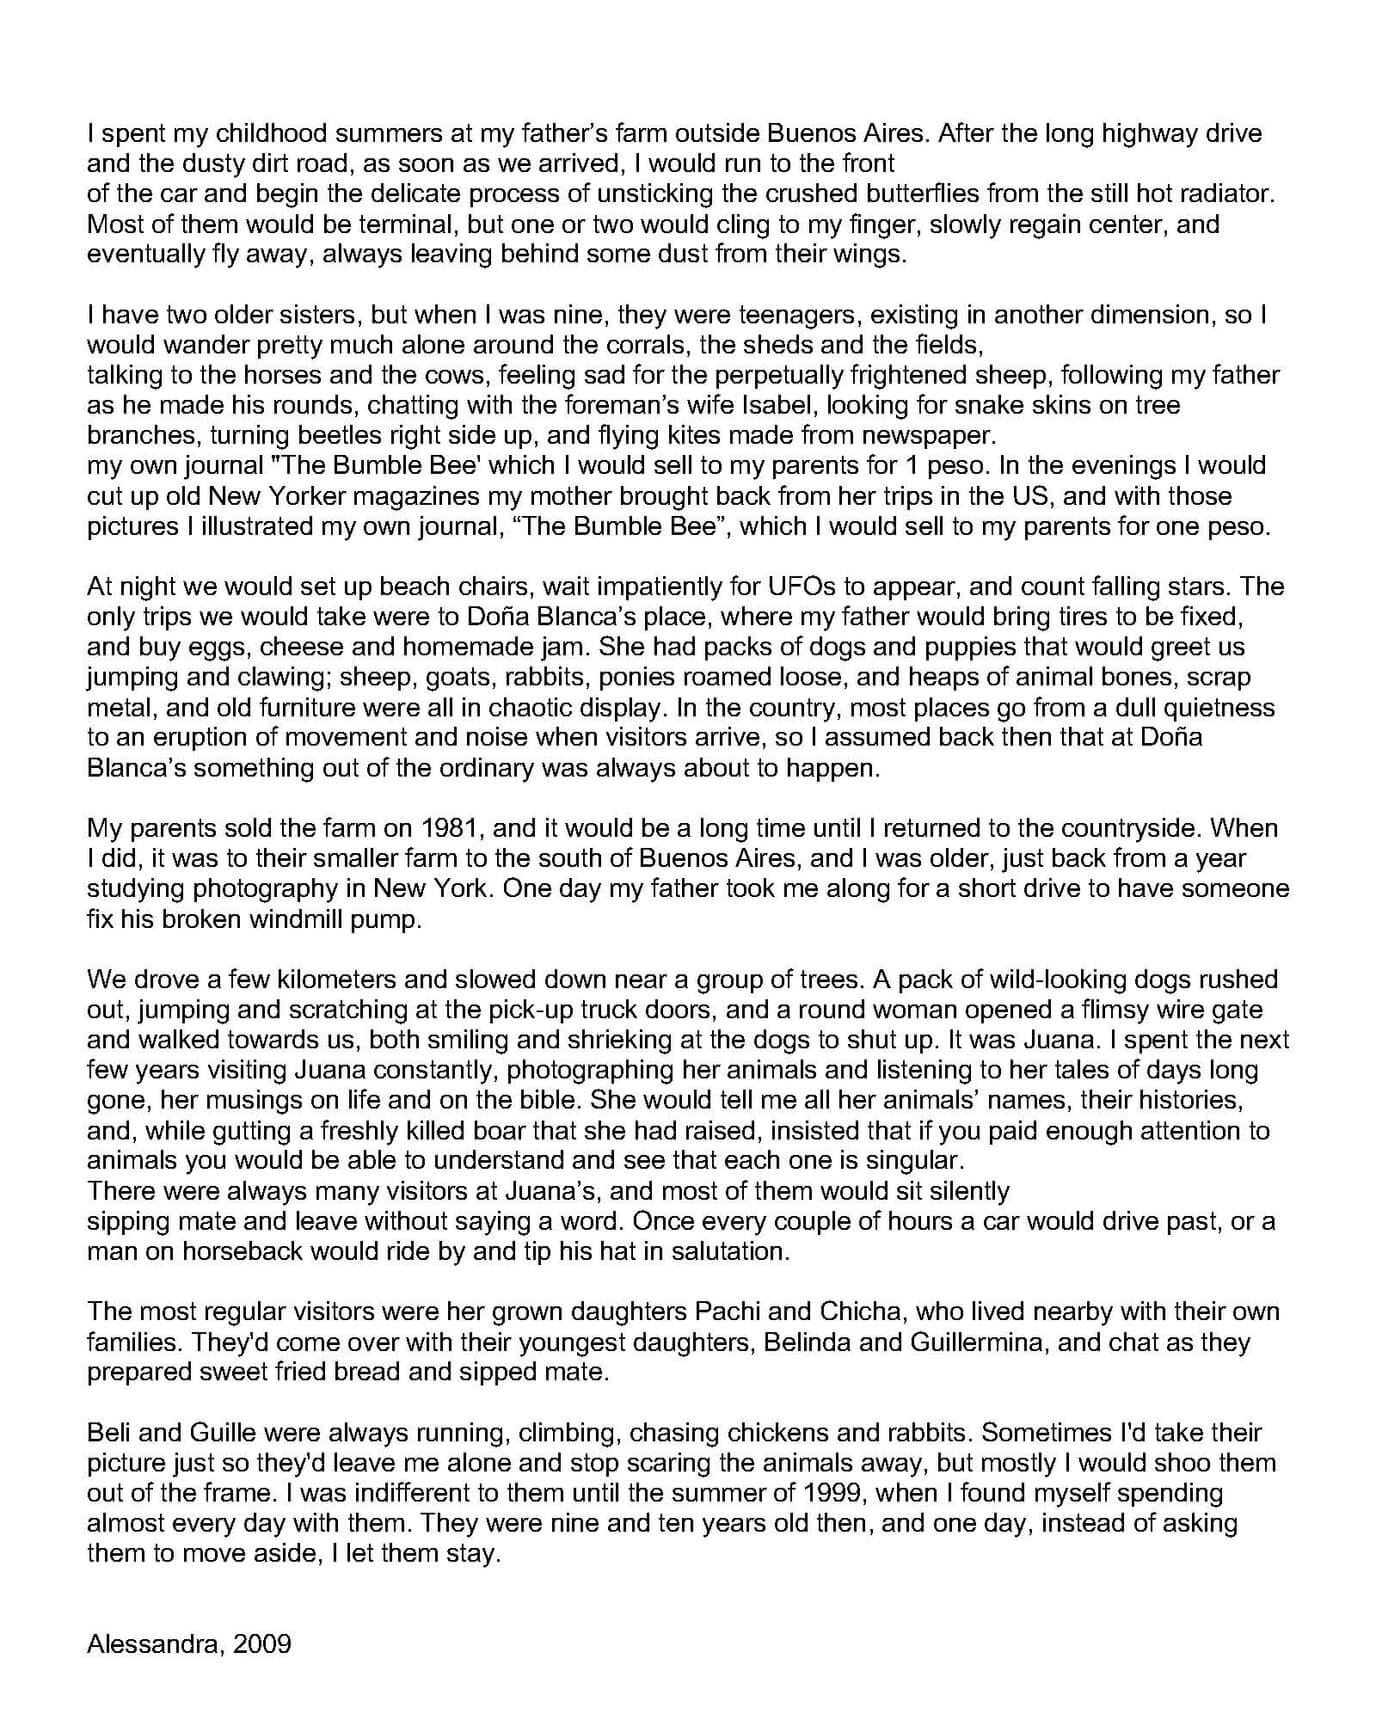 I spent my childhood summers at my father’s farm outside Buenos Aires. After the long highway drive
and the dusty dirt road, as soon as we arrived, I would run to the front
of the car and begin the delicate process of unsticking the crushed butterflies from the still hot radiator.
Most of them would be terminal, but one or two would cling to my finger, slowly regain center, and
eventually fly away, always leaving behind some dust from their wings.

I have two older sisters, but when I was nine, they were teenagers, existing in another dimension, so I
would wander pretty much alone around the corrals, the sheds and the fields,
talking to the horses and the cows, feeling sad for the perpetually frightened sheep, following my father
as he made his rounds, chatting with the foreman’s wife Isabel, looking for snake skins on tree
branches, turning beetles right side up, and flying kites made from newspaper.
my own journal "The Bumble Bee' which I would sell to my parents for 1 peso. In the evenings I would
cut up old New Yorker magazines my mother brought back from her trips in the US, and with those
pictures I illustrated my own journal, “The Bumble Bee”, which I would sell to my parents for one peso.

At night we would set up beach chairs, wait impatiently for UFOs to appear, and count falling stars. The
only trips we would take were to Doña Blanca’s place, where my father would bring tires to be fixed,
and buy eggs, cheese and homemade jam. She had packs of dogs and puppies that would greet us
jumping and clawing; sheep, goats, rabbits, ponies roamed loose, and heaps of animal bones, scrap
metal, and old furniture were all in chaotic display. In the country, most places go from a dull quietness
to an eruption of movement and noise when visitors arrive, so I assumed back then that at Doña
Blanca’s something out of the ordinary was always about to happen.

My parents sold the farm on 1981, and it would be a long time until I returned to the countryside. When
I did, it was to their smaller farm to the south of Buenos Aires, and I was older, just back from a year
studying photography in New York. One day my father took me along for a short drive to have someone
fix his broken windmill pump.

We drove a few kilometers and slowed down near a group of trees. A pack of wild-looking dogs rushed
out, jumping and scratching at the pick-up truck doors, and a round woman opened a flimsy wire gate
and walked towards us, both smiling and shrieking at the dogs to shut up. It was Juana. I spent the next
few years visiting Juana constantly, photographing her animals and listening to her tales of days long
gone, her musings on life and on the bible. She would tell me all her animals’ names, their histories,
and, while gutting a freshly killed boar that she had raised, insisted that if you paid enough attention to
animals you would be able to understand and see that each one is singular.
There were always many visitors at Juana’s, and most of them would sit silently
sipping mate and leave without saying a word. Once every couple of hours a car would drive past, or a
man on horseback would ride by and tip his hat in salutation.

The most regular visitors were her grown daughters Pachi and Chicha, who lived nearby with their own
families. They'd come over with their youngest daughters, Belinda and Guillermina, and chat as they
prepared sweet fried bread and sipped mate.

Beli and Guille were always running, climbing, chasing chickens and rabbits. Sometimes I'd take their
picture just so they'd leave me alone and stop scaring the animals away, but mostly I would shoo them
out of the frame. I was indifferent to them until the summer of 1999, when I found myself spending
almost every day with them. They were nine and ten years old then, and one day, instead of asking
them to move aside, I let them stay.

Alessandra, 2009